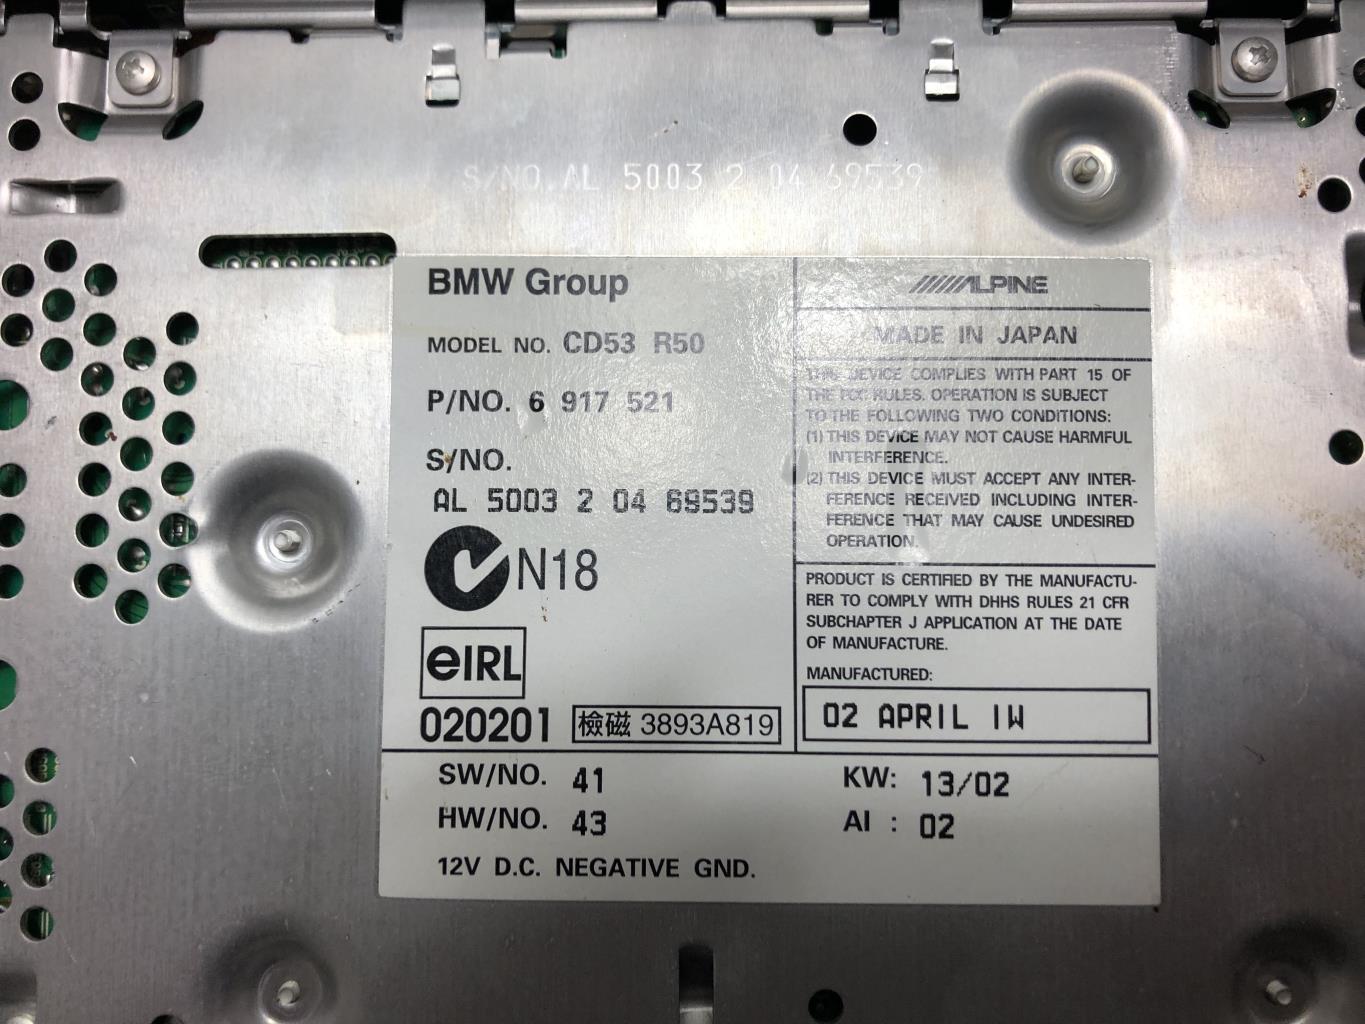 S/NO. AL 5003 2 04 69539
BMW Group
MODEL NO. CD53 R50
P/NO. 6 917 521
S/NO.
AL 5003 2 04 69539
N18
eIRL
020201
檢磁 3893A819
ALPINE
MADE IN JAPAN
THIS DEVICE COMPLIES WITH PART 15 OF
THE FCC RULES. OPERATION IS SUBJECT
TO THE FOLLOWING TWO CONDITIONS:
(1) THIS DEVICE MAY NOT CAUSE HARMFUL
INTERFERENCE.
(2) THIS DEVICE MUST ACCEPT ANY INTER-
FERENCE RECEIVED INCLUDING INTER-
FERENCE THAT MAY CAUSE UNDESIRED
OPERATION.
PRODUCT IS CERTIFIED BY THE MANUFACTU-
RER TO COMPLY WITH DHHS RULES 21 CFR
SUBCHAPTER J APPLICATION AT THE DATE
OF MANUFACTURE.
MANUFACTURED:
02 APRIL 1W
SW/NO. 41
HW/NO. 43
KW: 13/02
AI : 02
12V D.C. NEGATIVE GND.